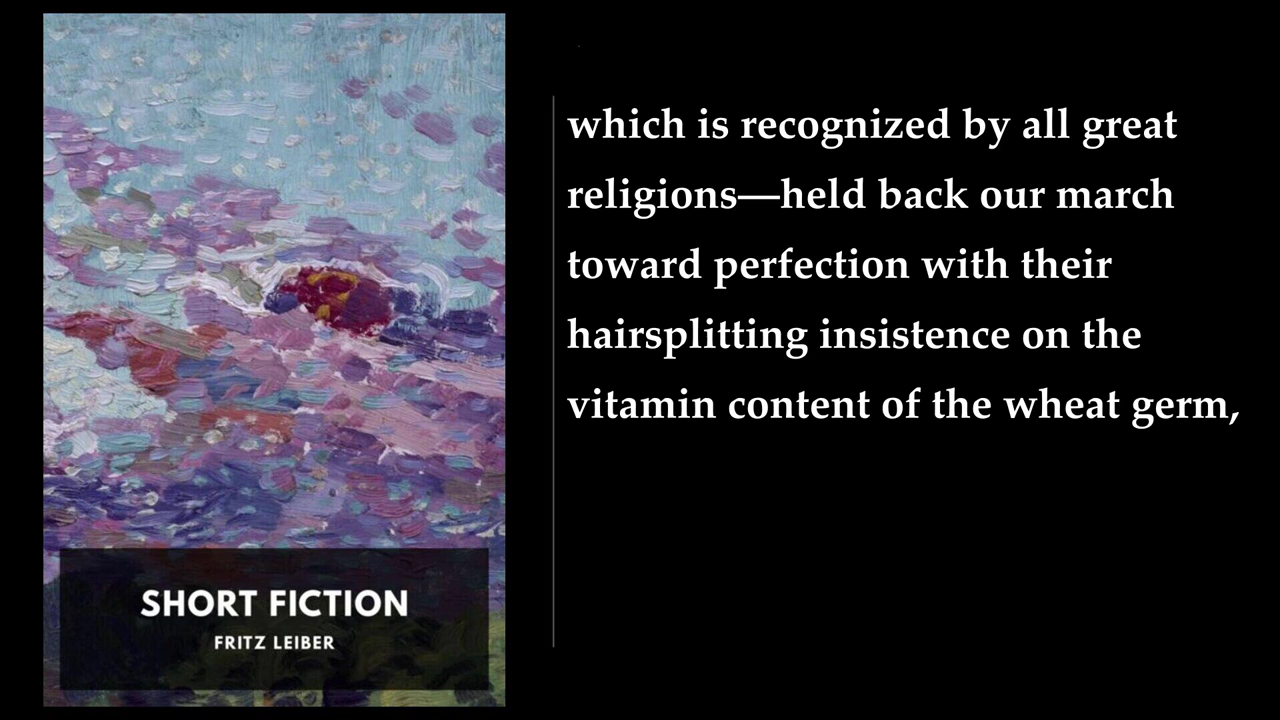 SHORT FICTION
FRITZ LEIBER
which is recognized by all great
religions—held back our march
toward perfection with their
hairsplitting insistence on the
vitamin content of the wheat germ,